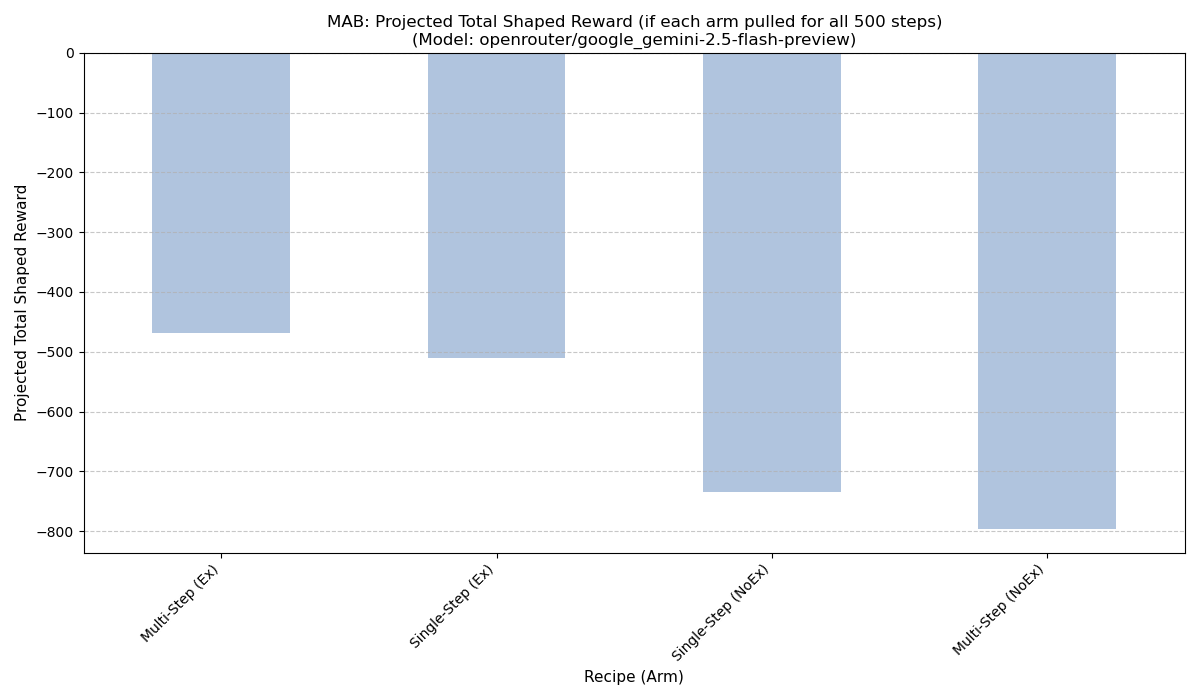 MAB: Projected Total Shaped Reward (if each arm pulled for all 500 steps)
(Model: openrouter/google_gemini-2.5-flash-preview)
Projected Total Shaped Reward
0
−100
−200
−300
−400
−500
−600
−700
−800
Multi-Step (Ex)
Single-Step (Ex)
Single-Step (NoEx)
Multi-Step (NoEx)
Recipe (Arm)